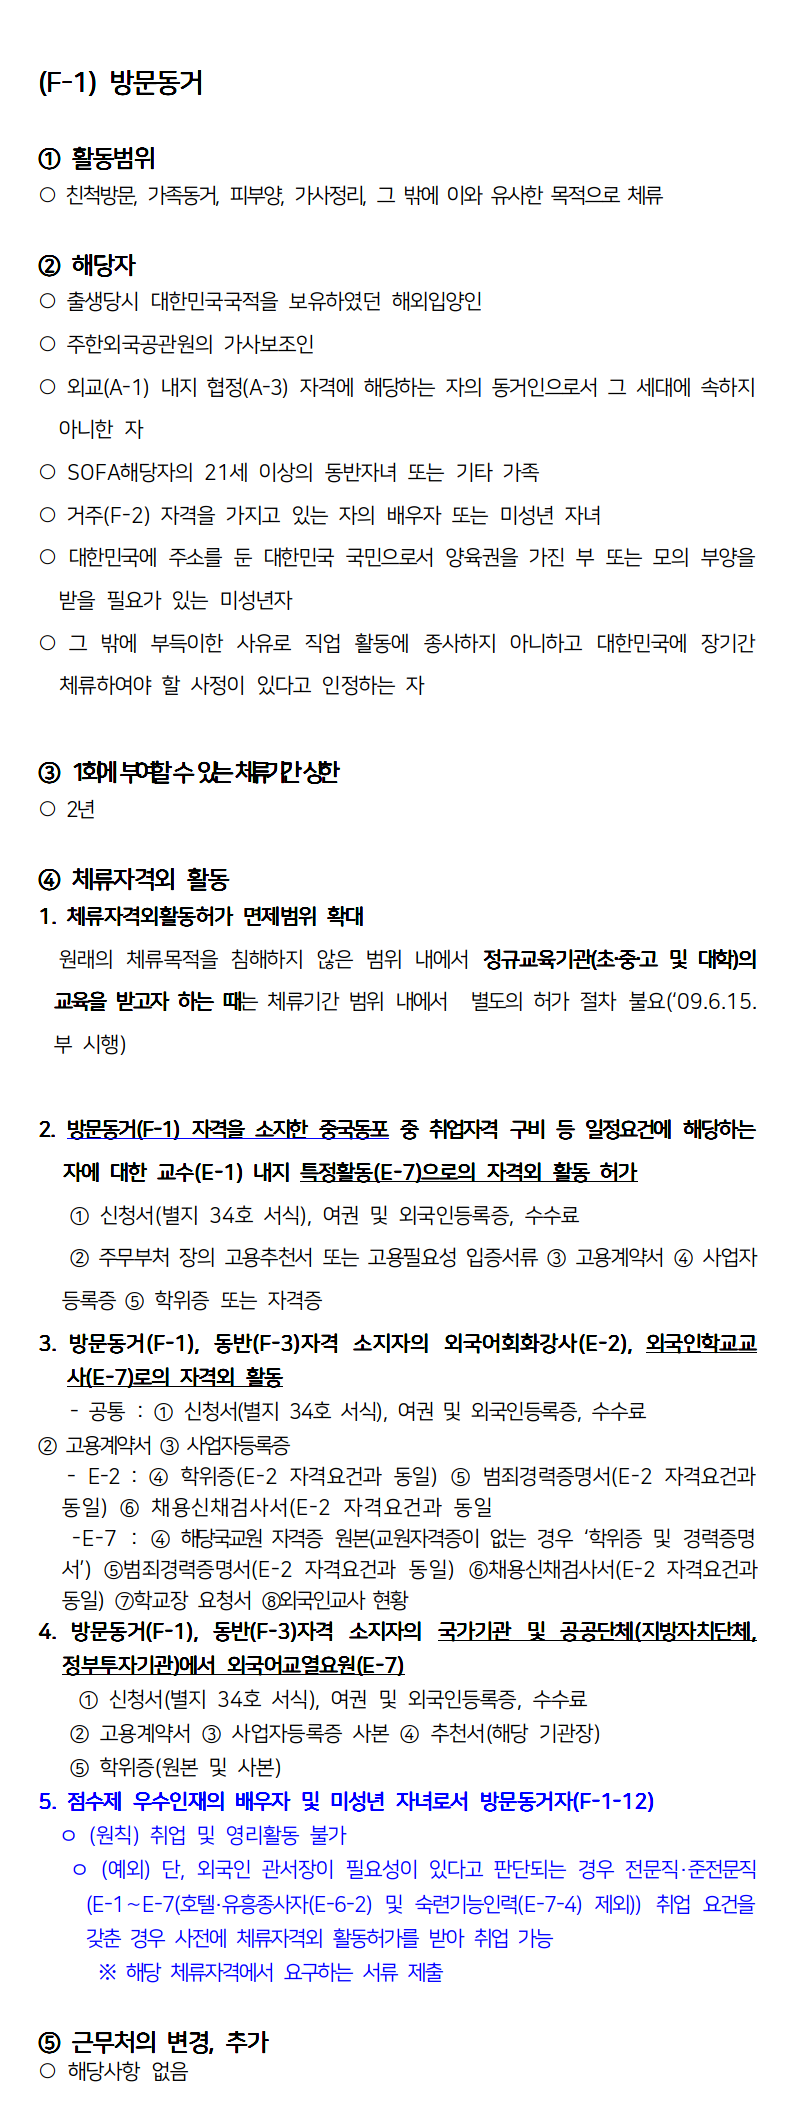 (F-1) 방문동거
① 활동범위
○ 친척방문, 가족동거, 피부양, 가사정리, 그 밖에 이와 유사한 목적으로 체류
② 해당자
○ 출생당시 대한민국국적을 보유하였던 해외입양인
○ 주한외국공관원의 가사보조인
○ 외교(A-1) 내지 협정(A-3) 자격에 해당하는 자의 동거인으로서 그 세대에 속하지
아니한 자
○ SOFA해당자의 21세 이상의 동반자녀 또는 기타 가족
○ 거주(F-2) 자격을 가지고 있는 자의 배우자 또는 미성년 자녀
○ 대한민국에 주소를 둔 대한민국 국민으로서 양육권을 가진 부 또는 모의 부양을
받을 필요가 있는 미성년자
○ 그 밖에 부득이한 사유로 직업 활동에 종사하지 아니하고 대한민국에 장기간
체류하여야 할 사정이 있다고 인정하는 자
③ 1회에 부여할 수 있는 체류기간 상한
○ 2년
④ 체류자격외 활동
1. 체류자격외활동허가 면제범위 확대
원래의 체류목적을 침해하지 않은 범위 내에서 정규교육기관(초·중·고 및 대학)의
교육을 받고자 하는 때는 체류기간 범위 내에서 별도의 허가 절차 불요('09.6.15.
부 시행)
2. 방문동거(F-1) 자격을 소지한 중국동포 중 취업자격 구비 등 일정요건에 해당하는
자에 대한 교수(E-1) 내지 특정활동(E-7)으로의 자격외 활동 허가
① 신청서(별지 34호 서식), 여권 및 외국인등록증, 수수료
② 주무부처 장의 고용추천서 또는 고용필요성 입증서류 ③ 고용계약서 ④ 사업자
등록증 ⑤ 학위증 또는 자격증
3. 방문동거(F-1), 동반(F-3)자격 소지자의 외국어회화강사(E-2), 외국인학교교
사(E-7)로의 자격외 활동
- 공통 : ① 신청서(별지 34호 서식), 여권 및 외국인등록증, 수수료
② 고용계약서 ③ 사업자등록증
- E-2 : ④ 학위증(E-2 자격요건과 동일) ⑤ 범죄경력증명서(E-2 자격요건과
동일) ⑥ 채용신체검사서(E-2 자격요건과 동일
-E-7 : ④ 해당국교원 자격증 원본(교원자격증이 없는 경우 '학위증 및 경력증명
서') ⑤범죄경력증명서(E-2 자격요건과 동일) ⑥채용신체검사서(E-2 자격요건과
동일) ⑦학교장 요청서 ⑧외국인교사 현황
4. 방문동거(F-1), 동반(F-3)자격 소지자의 국가기관 및 공공단체(지방자치단체,
정부투자기관)에서 외국어교열요원(E-7)
① 신청서(별지 34호 서식), 여권 및 외국인등록증, 수수료
② 고용계약서 ③ 사업자등록증 사본 ④ 추천서(해당 기관장)
⑤ 학위증(원본 및 사본)
5. 점수제 우수인재의 배우자 및 미성년 자녀로서 방문동거자(F-1-12)
ㅇ (원칙) 취업 및 영리활동 불가
ㅇ (예외) 단, 외국인 관서장이 필요성이 있다고 판단되는 경우 전문직·준전문직
(E-1～E-7(호텔·유흥종사자(E-6-2) 및 숙련기능인력(E-7-4) 제외)) 취업 요건을
갖춘 경우 사전에 체류자격외 활동허가를 받아 취업 가능
※ 해당 체류자격에서 요구하는 서류 제출
⑤ 근무처의 변경, 추가
○ 해당사항 없음